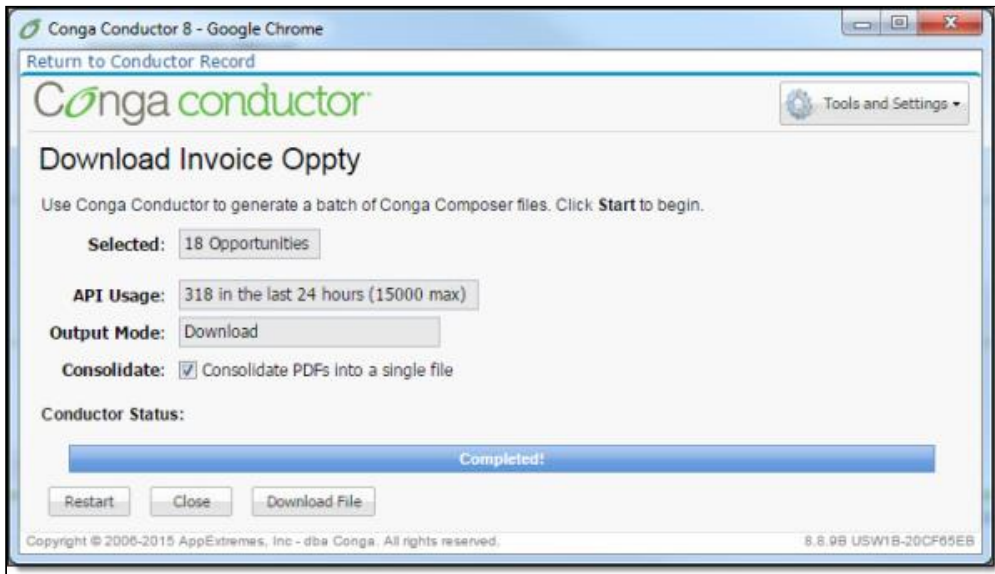 Conga Conductor 8 - Google Chrome
Return to Conductor Record
Conga conductor
Tools and Settings
Download Invoice Oppty
Use Conga Conductor to generate a batch of Conga Composer files. Click Start to begin.
Selected: 18 Opportunities
API Usage: 318 in the last 24 hours (15000 max)
Output Mode: Download
Consolidate: Consolidate PDFs into a single file
Conductor Status:
Completed!
Restart Close Download File
Copyright © 2006-2015 AppExtremes, Inc - dba Conga. All rights reserved. 8.8.9B USW1B-20CF65EB